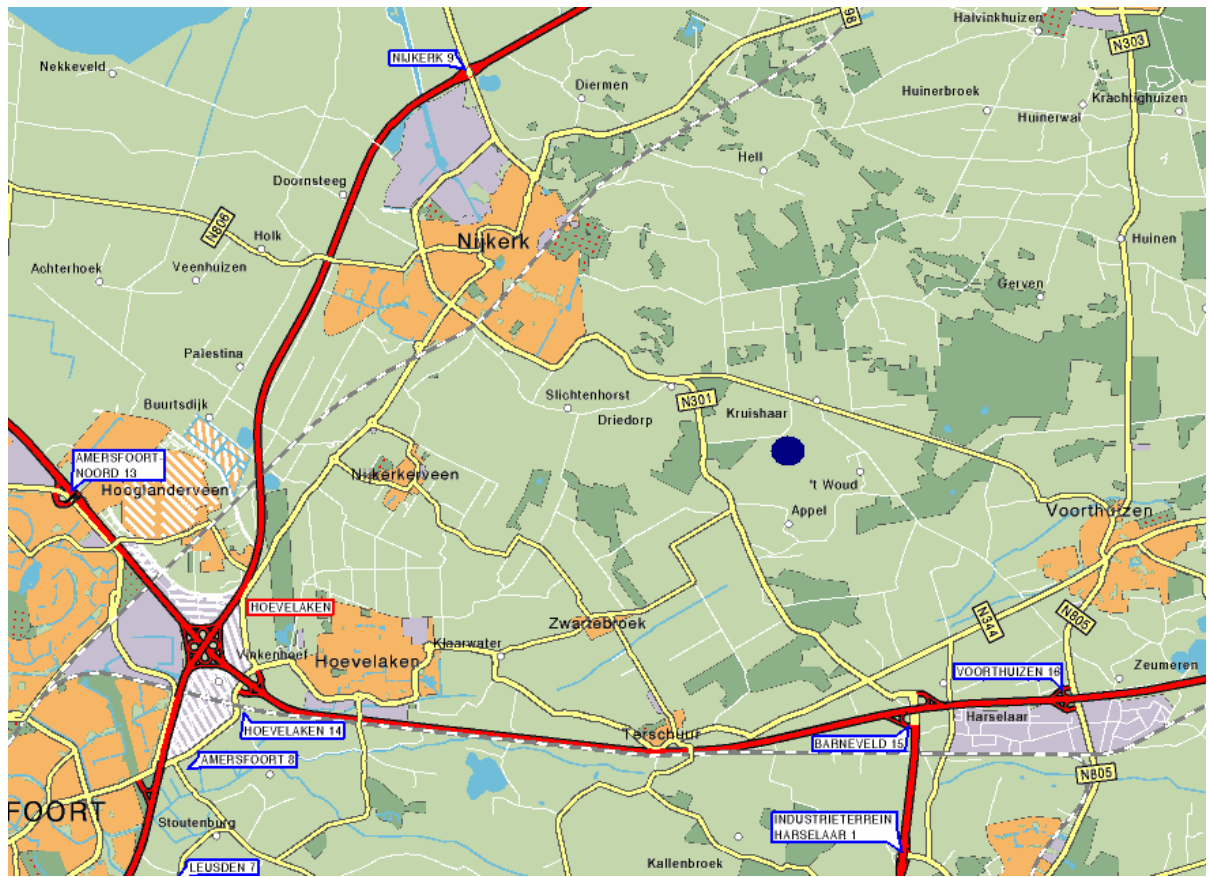 Halvinkhuizen
N303
NIJKERK 9
Nekkeveld
Diermen
Huinerbroek
Krachtighuizen
Huinerwal
Hell
Doornsteeg
N806
Holk
Nijkerk
Huinen
Achterhoek
Veenhuizen
Gerven
Palestina
Slichtenhorst
N301
Kruishaar
Buurtsdijk
Driedorp
AMERSFOORT-
NOORD 13
Nijkerkerveen
Hooglanderveen
't Woud
Appel
Voorthuizen
HOEVELAKEN
Zwartebroek
N344
N805
Klaarwater
Vinkenhoef
Hoevelaken
VOORTHUIZEN 16
Zeumeren
Harselaar
HOEVELAKEN 14
Terschuur
BARNEVELD 15
AMERSFOORT 8
N805
FOORT
Stoutenburg
INDUSTRIETERREIN
HARSELAAR 1
Kallenbroek
LEUSDEN 7